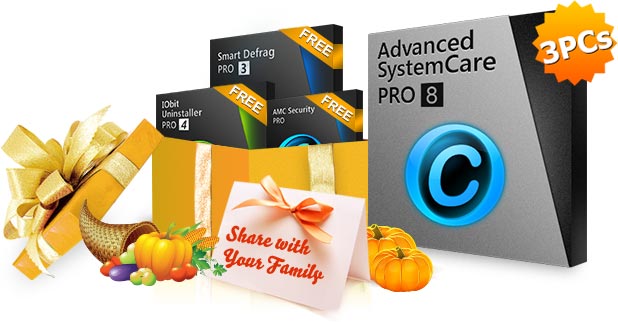 Smart Defrag
PRO 3
FREE
IObit
Uninstaller
PRO 4
FREE
AMC Security
PRO
FREE
Advanced
SystemCare
PRO 8
3PCs
C
Share with
Your Family